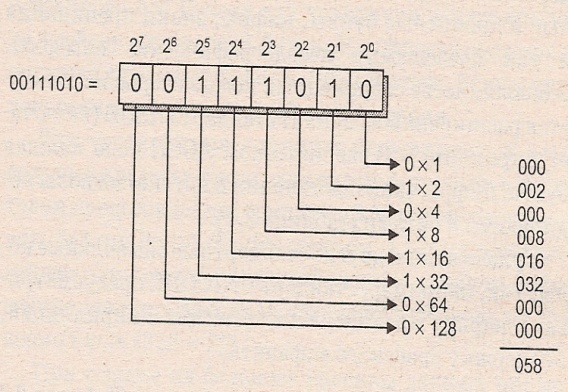 2⁷ 2⁶ 2⁵ 2⁴ 2³ 2² 2¹ 2⁰
00111010 = 0 0 1 1 1 0 1 0
0 × 1 000
1 × 2 002
0 × 4 000
1 × 8 008
1 × 16 016
1 × 32 032
0 × 64 000
0 × 128 000
058